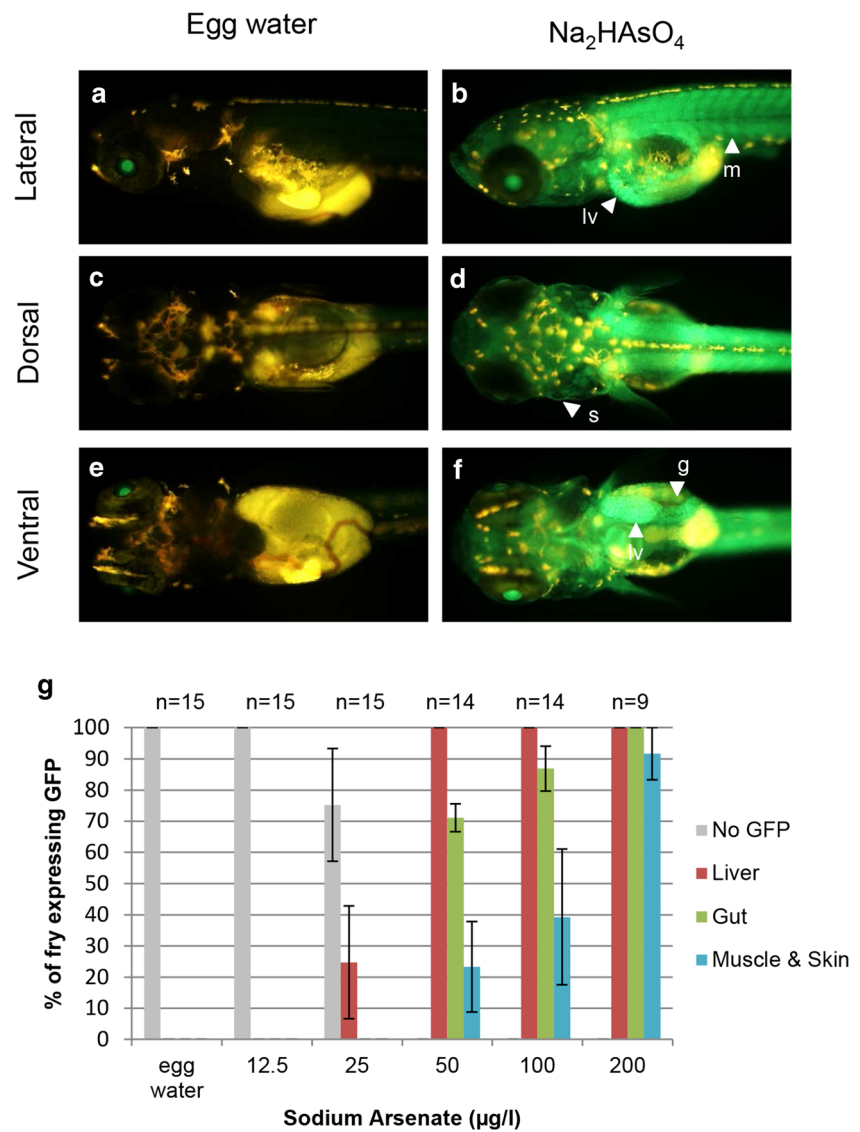 Egg water
Na₂HAsO₄
Lateral
a
b
lv
m
Dorsal
c
d
s
Ventral
e
f
g
lv
g
n=15
n=15
n=15
n=14
n=14
n=9
% of fry expressing GFP
100
90
80
70
60
50
40
30
20
10
0
No GFP
Liver
Gut
Muscle & Skin
egg water
12.5
25
50
100
200
Sodium Arsenate (µg/l)